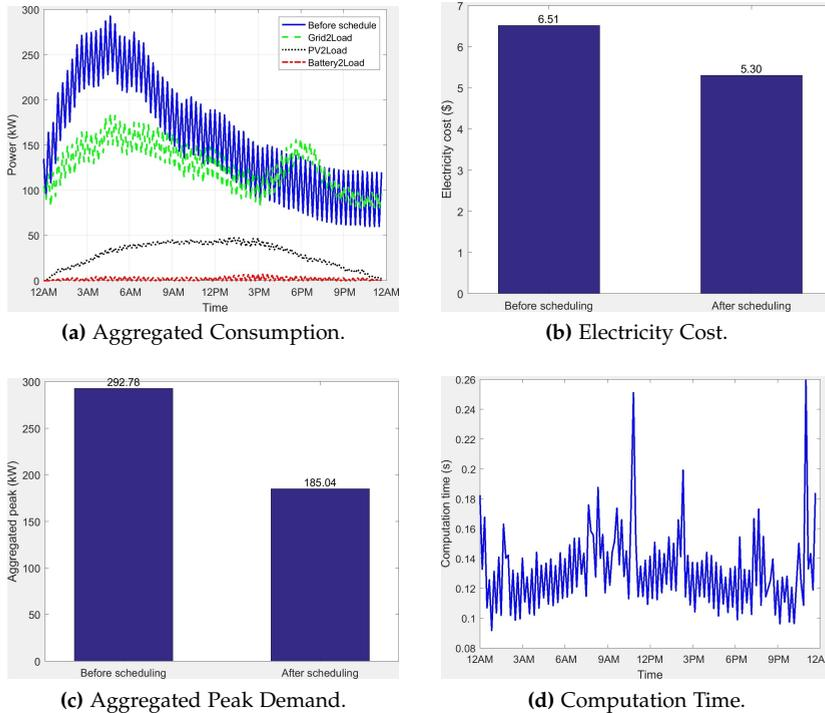 300
250
200
150
100
50
0
Power (kW)
Before schedule
Grid2Load
PV2Load
Battery2Load
12AM 3AM 6AM 9AM 12PM 3PM 6PM 9PM 12AM
Time
(a) Aggregated Consumption.
7
6
5
4
3
2
1
0
Electricity cost ($)
6.51
5.30
Before scheduling After scheduling
(b) Electricity Cost.
300
250
200
150
100
50
0
Aggregated peak (kW)
292.78
185.04
Before scheduling After scheduling
(c) Aggregated Peak Demand.
0.26
0.24
0.22
0.2
0.18
0.16
0.14
0.12
0.1
0.08
Computation time (s)
12AM 3AM 6AM 9AM 12PM 3PM 6PM 9PM 12A
Time
(d) Computation Time.